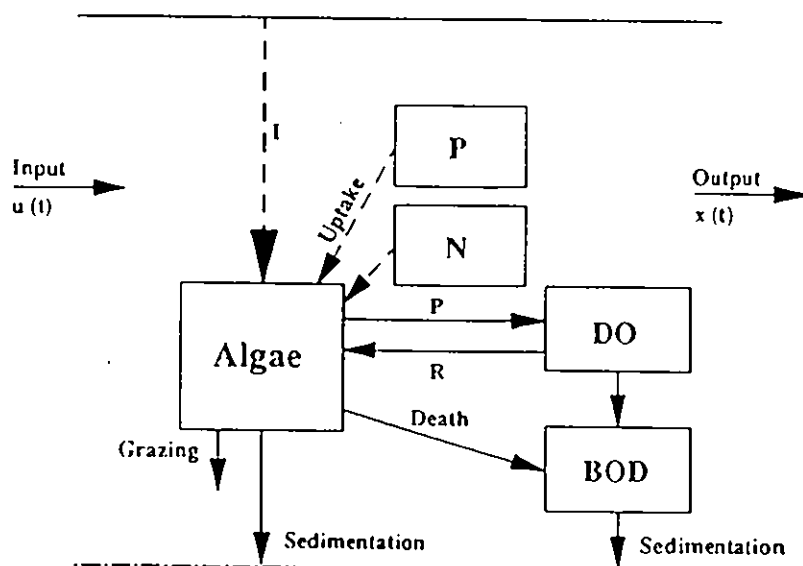 I
P
Input
u (t)
Output
x (t)
Uptake
N
P
Algae
DO
R
Death
Grazing
BOD
Sedimentation
Sedimentation